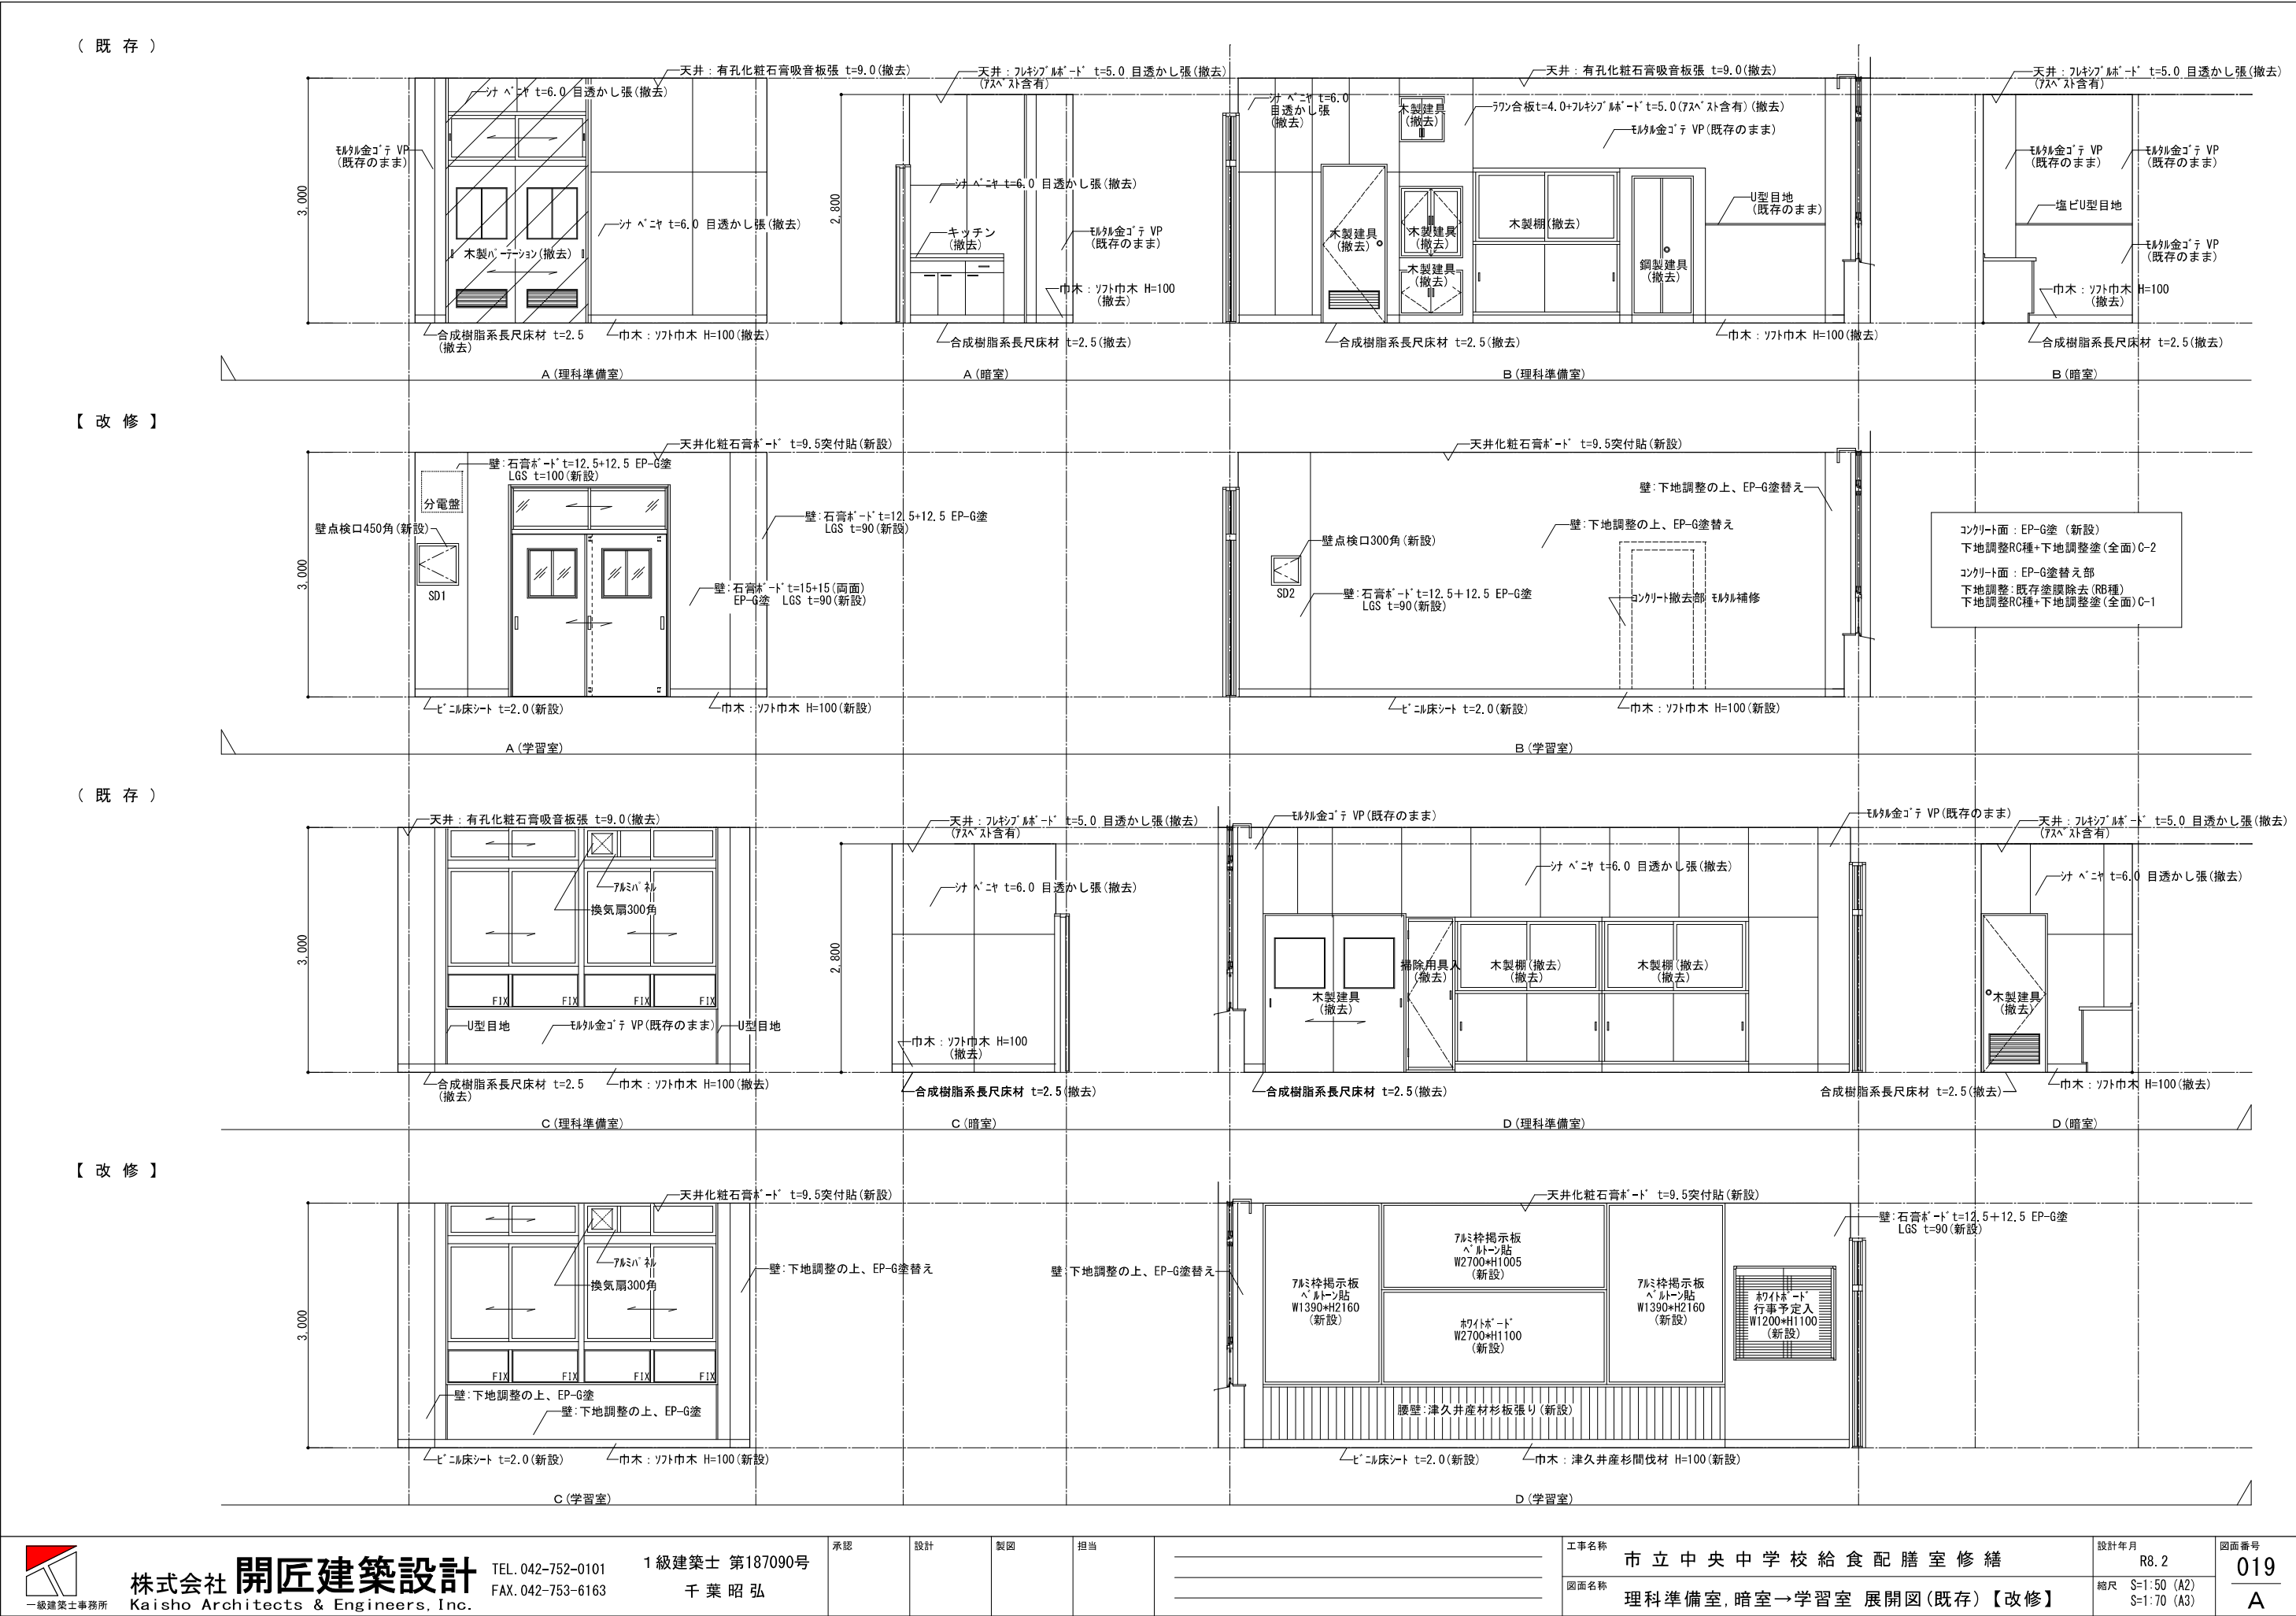 （ 既 存 ）
天井：有孔化粧石膏吸音板張 t=9.0(撤去)
ｼﾅ ﾍﾞﾆﾔ t=6.0 目透かし張(撤去)
ﾓﾙﾀﾙ金ｺﾞﾃ VP
(既存のまま)
3,000
木製ﾊﾟｰﾃｰｼｮﾝ(撤去)
ｼﾅ ﾍﾞﾆﾔ t=6.0 目透かし張(撤去)
合成樹脂系長尺床材 t=2.5
(撤去)
巾木：ｿﾌﾄ巾木 H=100(撤去)
A(理科準備室)
天井：ﾌﾚｷｼﾌﾞﾙﾎﾞｰﾄﾞ t=5.0 目透かし張(撤去)
(ｱｽﾍﾞｽﾄ含有)
2,800
ｼﾅ ﾍﾞﾆﾔ t=6.0 目透かし張(撤去)
キッチン
(撤去)
ﾓﾙﾀﾙ金ｺﾞﾃ VP
(既存のまま)
巾木：ｿﾌﾄ巾木 H=100
(撤去)
合成樹脂系長尺床材 t=2.5(撤去)
A(暗室)
天井：有孔化粧石膏吸音板張 t=9.0(撤去)
ｼﾅ ﾍﾞﾆﾔ t=6.0
目透かし張
(撤去)
木製建具
(撤去)
ﾗﾜﾝ合板t=4.0+ﾌﾚｷｼﾌﾞﾙﾎﾞｰﾄﾞt=5.0(ｱｽﾍﾞｽﾄ含有)(撤去)
ﾓﾙﾀﾙ金ｺﾞﾃ VP(既存のまま)
U型目地
(既存のまま)
木製建具
(撤去)
木製建具
(撤去)
木製建具
(撤去)
木製棚(撤去)
鋼製建具
(撤去)
合成樹脂系長尺床材 t=2.5(撤去)
巾木：ｿﾌﾄ巾木 H=100(撤去)
B(理科準備室)
天井：ﾌﾚｷｼﾌﾞﾙﾎﾞｰﾄﾞ t=5.0 目透かし張(撤去)
(ｱｽﾍﾞｽﾄ含有)
ﾓﾙﾀﾙ金ｺﾞﾃ VP
(既存のまま)
ﾓﾙﾀﾙ金ｺﾞﾃ VP
(既存のまま)
塩ビU型目地
ﾓﾙﾀﾙ金ｺﾞﾃ VP
(既存のまま)
巾木：ｿﾌﾄ巾木 H=100
(撤去)
合成樹脂系長尺床材 t=2.5(撤去)
B(暗室)
【 改 修 】
天井化粧石膏ﾎﾞｰﾄﾞ t=9.5突付貼(新設)
壁:石膏ﾎﾞｰﾄﾞt=12.5+12.5 EP-G塗
LGS t=100(新設)
分電盤
壁点検口450角(新設)
SD1
3,000
壁:石膏ﾎﾞｰﾄﾞt=12.5+12.5 EP-G塗
LGS t=90(新設)
壁:石膏ﾎﾞｰﾄﾞt=15+15(両面)
EP-G塗 LGS t=90(新設)
ﾋﾞﾆﾙ床ｼｰﾄ t=2.0(新設)
巾木：ｿﾌﾄ巾木 H=100(新設)
A(学習室)
天井化粧石膏ﾎﾞｰﾄﾞ t=9.5突付貼(新設)
壁:下地調整の上、EP-G塗替え
壁:下地調整の上、EP-G塗替え
壁点検口300角(新設)
SD2
壁:石膏ﾎﾞｰﾄﾞt=12.5+12.5 EP-G塗
LGS t=90(新設)
ｺﾝｸﾘｰﾄ撤去部 ﾓﾙﾀﾙ補修
ﾋﾞﾆﾙ床ｼｰﾄ t=2.0(新設)
巾木：ｿﾌﾄ巾木 H=100(新設)
B(学習室)
ｺﾝｸﾘｰﾄ面：EP-G塗 (新設)
下地調整RC種+下地調整塗(全面)C-2
ｺﾝｸﾘｰﾄ面：EP-G塗替え部
下地調整:既存塗膜除去(RB種)
下地調整RC種+下地調整塗(全面)C-1
（ 既 存 ）
天井：有孔化粧石膏吸音板張 t=9.0(撤去)
3,000
ｱﾙﾐﾊﾟﾈﾙ
換気扇300角
FIX
FIX
FIX
FIX
U型目地
ﾓﾙﾀﾙ金ｺﾞﾃ VP(既存のまま)
U型目地
合成樹脂系長尺床材 t=2.5
(撤去)
巾木：ｿﾌﾄ巾木 H=100(撤去)
C(理科準備室)
天井：ﾌﾚｷｼﾌﾞﾙﾎﾞｰﾄﾞ t=5.0 目透かし張(撤去)
(ｱｽﾍﾞｽﾄ含有)
2,800
ｼﾅ ﾍﾞﾆﾔ t=6.0 目透かし張(撤去)
巾木：ｿﾌﾄ巾木 H=100
(撤去)
合成樹脂系長尺床材 t=2.5(撤去)
C(暗室)
ﾓﾙﾀﾙ金ｺﾞﾃ VP(既存のまま)
ﾓﾙﾀﾙ金ｺﾞﾃ VP(既存のまま)
ｼﾅ ﾍﾞﾆﾔ t=6.0 目透かし張(撤去)
木製建具
(撤去)
掃除用具入
(撤去)
木製棚(撤去)
(撤去)
木製棚(撤去)
(撤去)
合成樹脂系長尺床材 t=2.5(撤去)
D(理科準備室)
天井：ﾌﾚｷｼﾌﾞﾙﾎﾞｰﾄﾞ t=5.0 目透かし張(撤去)
(ｱｽﾍﾞｽﾄ含有)
ｼﾅ ﾍﾞﾆﾔ t=6.0 目透かし張(撤去)
木製建具
(撤去)
合成樹脂系長尺床材 t=2.5(撤去)
巾木：ｿﾌﾄ巾木 H=100(撤去)
D(暗室)
【 改 修 】
天井化粧石膏ﾎﾞｰﾄﾞ t=9.5突付貼(新設)
3,000
ｱﾙﾐﾊﾟﾈﾙ
換気扇300角
壁:下地調整の上、EP-G塗替え
FIX
FIX
FIX
FIX
壁:下地調整の上、EP-G塗
壁:下地調整の上、EP-G塗
ﾋﾞﾆﾙ床ｼｰﾄ t=2.0(新設)
巾木：ｿﾌﾄ巾木 H=100(新設)
C(学習室)
天井化粧石膏ﾎﾞｰﾄﾞ t=9.5突付貼(新設)
壁:下地調整の上、EP-G塗替え
ｱﾙﾐ枠掲示板
ﾍﾞﾙﾄｰﾝ貼
W1390*H2160
(新設)
ｱﾙﾐ枠掲示板
ﾍﾞﾙﾄｰﾝ貼
W2700*H1005
(新設)
ﾎﾜｲﾄﾎﾞｰﾄﾞ
W2700*H1100
(新設)
ｱﾙﾐ枠掲示板
ﾍﾞﾙﾄｰﾝ貼
W1390*H2160
(新設)
ﾎﾜｲﾄﾎﾞｰﾄﾞ
行事予定入
W1200*H1100
(新設)
壁:石膏ﾎﾞｰﾄﾞt=12.5+12.5 EP-G塗
LGS t=90(新設)
腰壁:津久井産材杉板張り(新設)
ﾋﾞﾆﾙ床ｼｰﾄ t=2.0(新設)
巾木：津久井産杉間伐材 H=100(新設)
D(学習室)
一級建築士事務所
株式会社 開匠建築設計
Kaisho Architects & Engineers, Inc.
TEL. 042-752-0101
FAX. 042-753-6163
1級建築士 第187090号
千 葉 昭 弘
承認
設計
製図
担当
工事名称
市 立 中 央 中 学 校 給 食 配 膳 室 修 繕
図面名称
理科準備室, 暗室→学習室 展開図(既存)【改修】
設計年月
R8. 2
縮尺 S=1:50 (A2)
S=1:70 (A3)
図面番号
019
A